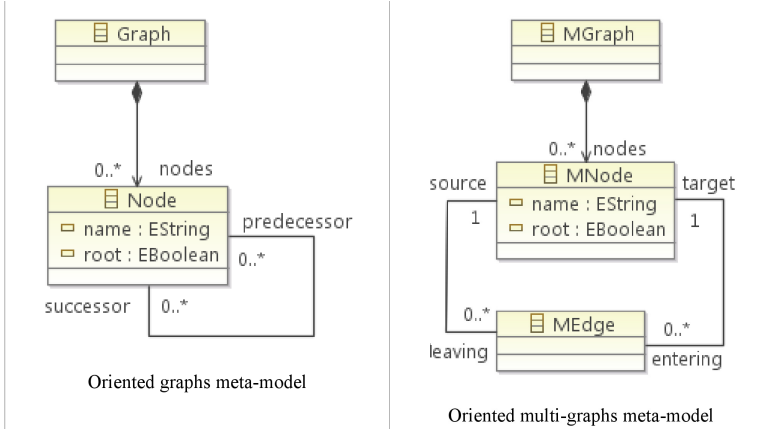 Graph
0..* nodes
Node
name : EString
root : EBoolean
predecessor
0..*
successor 0..*
Oriented graphs meta-model
MGraph
0..* nodes
source MNode target
name : EString
1 1
root : EBoolean
0..* MEdge 0..*
leaving entering
Oriented multi-graphs meta-model